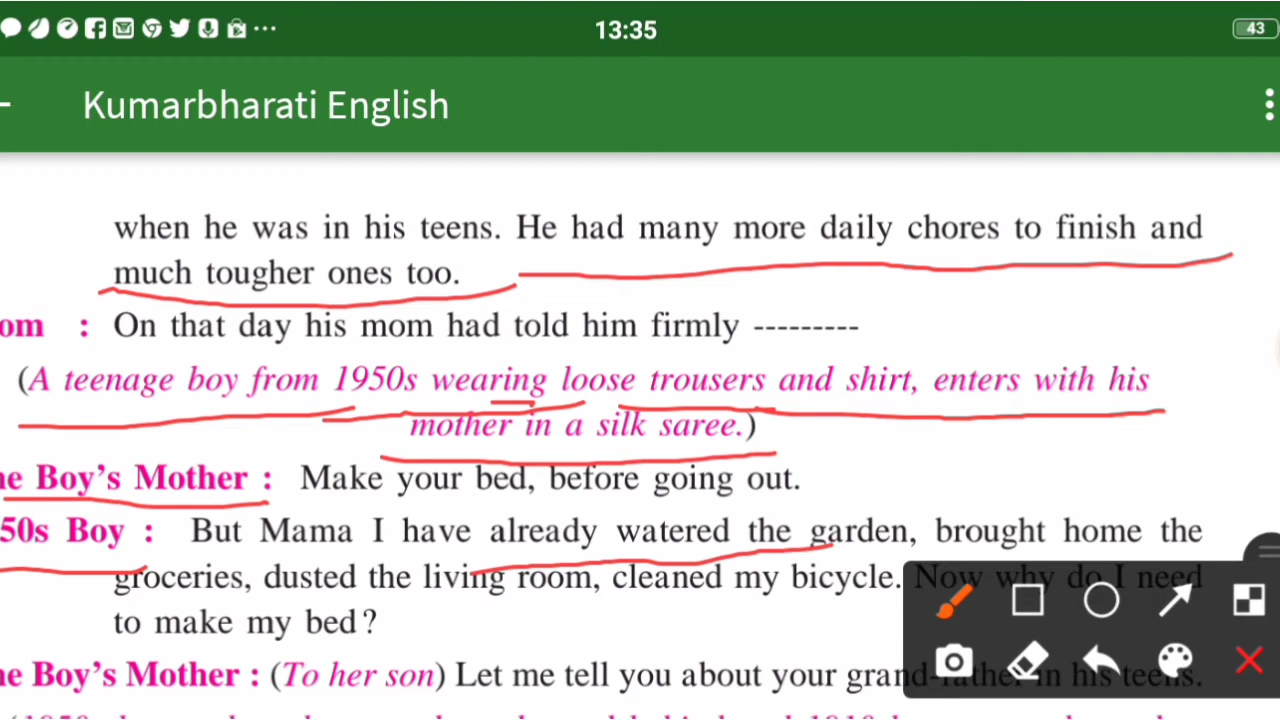 13:35
43
Kumarbharati English
when he was in his teens. He had many more daily chores to finish and
much tougher ones too.
om : On that day his mom had told him firmly ---------
(A teenage boy from 1950s wearing loose trousers and shirt, enters with his
mother in a silk saree.)
ne Boy's Mother : Make your bed, before going out.
50s Boy : But Mama I have already watered the garden, brought home the
groceries, dusted the living room, cleaned my bicycle. Now why do I need
to make my bed?
ne Boy's Mother : (To her son) Let me tell you about your grand-father in his teens.